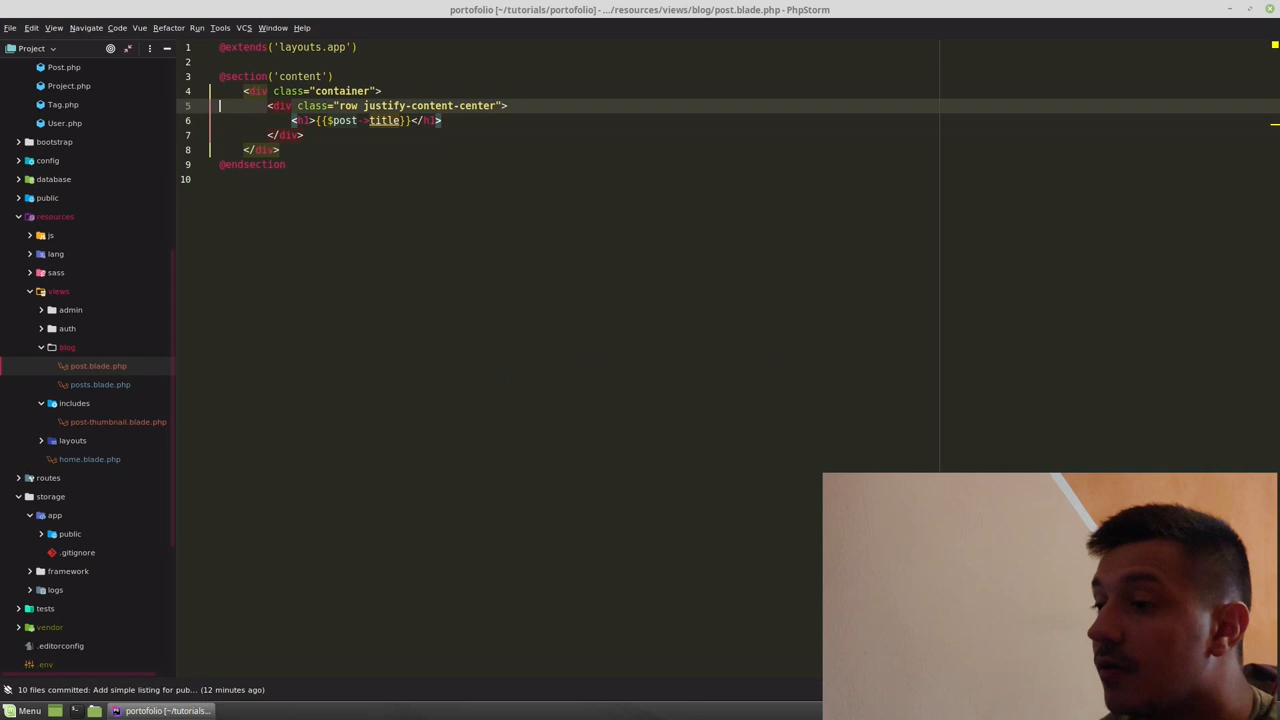 portofolio [~/tutorials/portofolio] - .../resources/views/blog/post.blade.php - PhpStorm
File Edit View Navigate Code Vue Refactor Run Tools VCS Window Help
Project
Post.php
Project.php
Tag.php
User.php
bootstrap
config
database
public
resources
js
lang
sass
views
admin
auth
blog
post.blade.php
posts.blade.php
includes
post-thumbnail.blade.php
layouts
home.blade.php
routes
storage
app
public
.gitignore
framework
logs
tests
vendor
.editorconfig
.env
1 @extends('layouts.app')
2
3 @section('content')
4 <div class="container">
5 <div class="row justify-content-center">
6 <h1>{{$post->title}}</h1>
7 </div>
8 </div>
9 @endsection
10
10 files committed: Add simple listing for pub... (12 minutes ago)
Menu portofolio [~/tutorials...